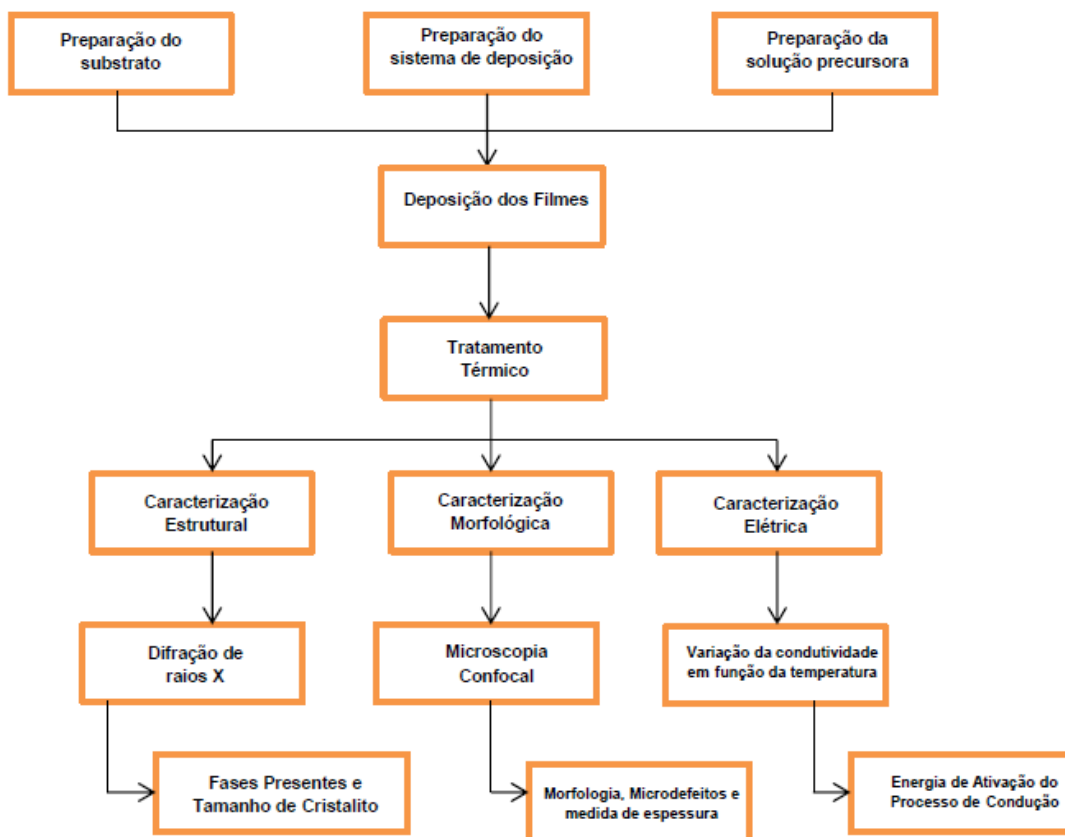 Preparação do
substrato
Preparação do
sistema de deposição
Preparação da
solução precursora
Deposição dos Filmes
Tratamento
Térmico
Caracterização
Estrutural
Caracterização
Morfológica
Caracterização
Elétrica
Difração de
raios X
Microscopia
Confocal
Variação da condutividade
em função da temperatura
Fases Presentes e
Tamanho de Cristalito
Morfologia, Microdefeitos e
medida de espessura
Energia de Ativação do
Processo de Condução